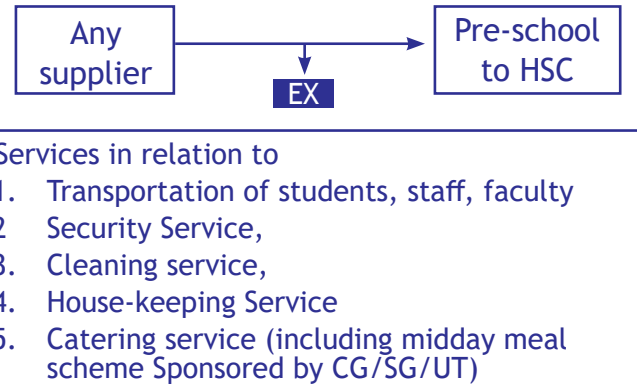 Any
supplier
EX
Pre-school
to HSC
Services in relation to
1. Transportation of students, staff, faculty
2 Security Service,
3. Cleaning service,
4. House-keeping Service
5. Catering service (including midday meal
scheme Sponsored by CG/SG/UT)